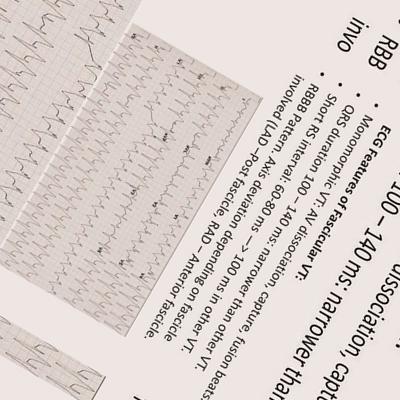 ECG Features of Fascicular VT:
Monomorphic VT: AV dissociation, capture, fusion beats.
QRS duration 100 – 140 ms: narrower than other VT.
Short RS interval: 60-80 ms —> 100 ms in other VT.
RBBB Pattern. Axis deviation depending on fascicle
involved (LAD –Post fascicle, RAD – Anterior fascicle.
dissociation, capt
100 – 140 ms: narrower than
RBB
invo